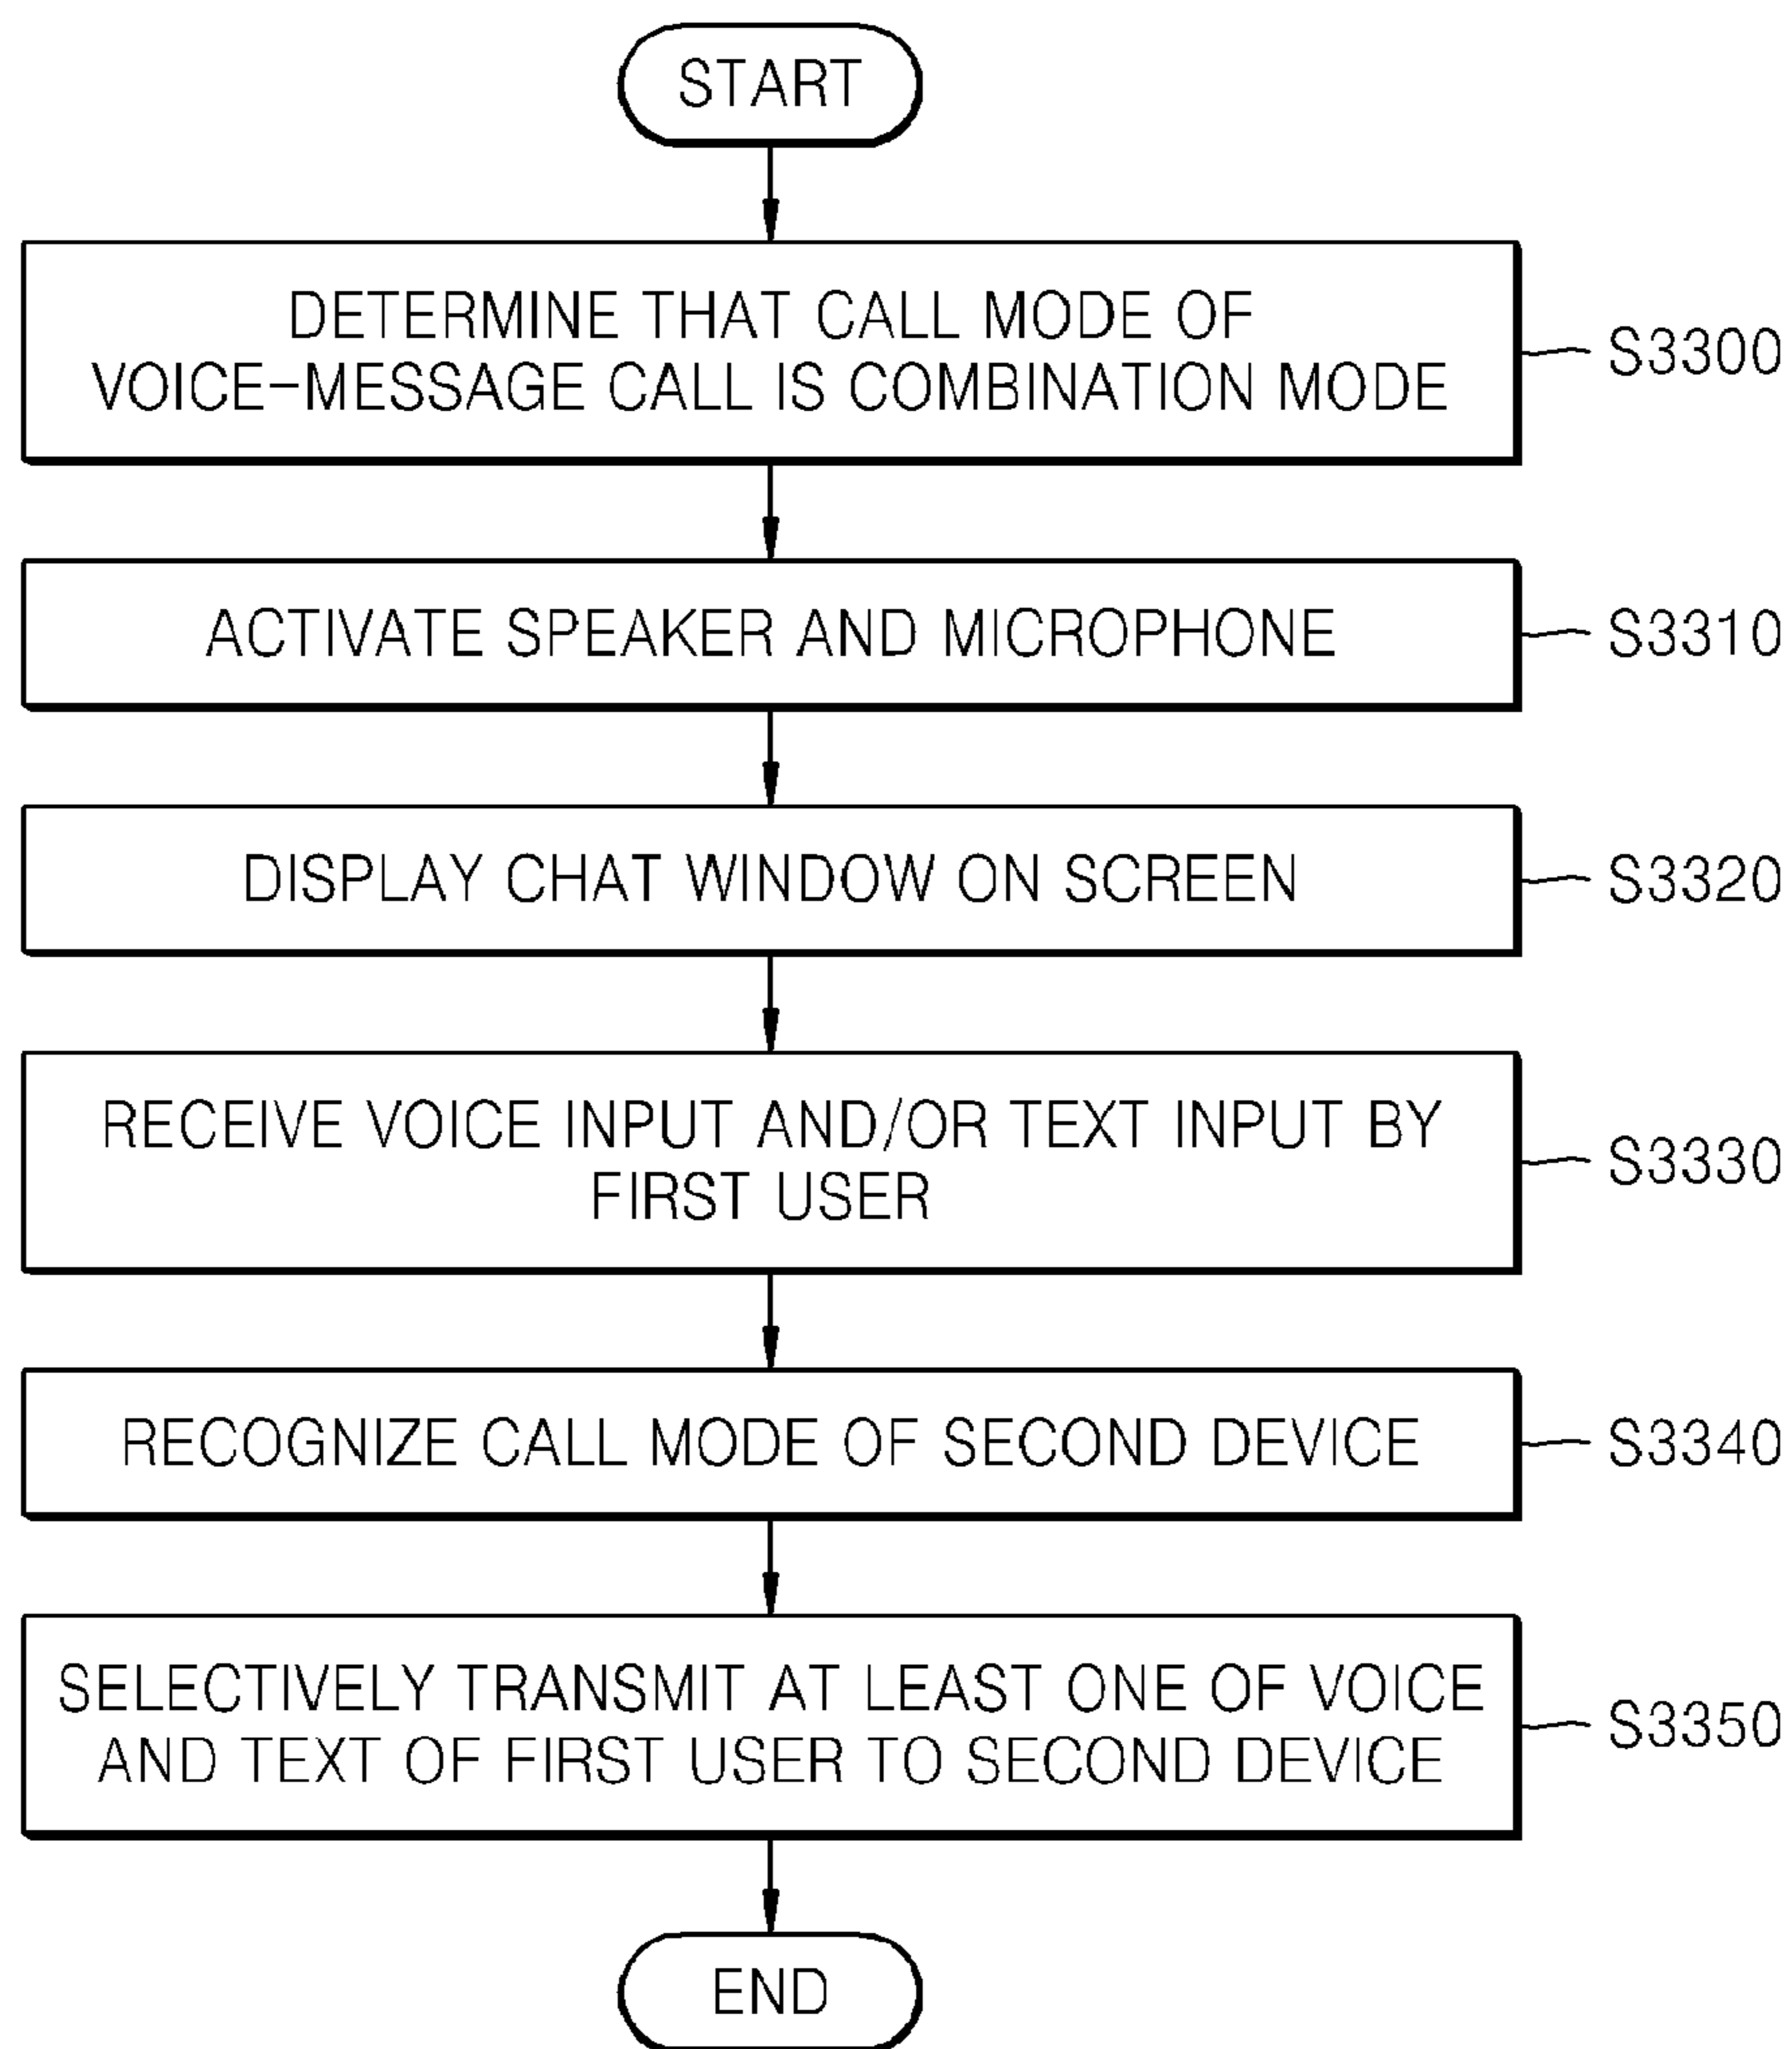 START
DETERMINE THAT CALL MODE OF
VOICE-MESSAGE CALL IS COMBINATION MODE
S3300
ACTIVATE SPEAKER AND MICROPHONE
S3310
DISPLAY CHAT WINDOW ON SCREEN
S3320
RECEIVE VOICE INPUT AND/OR TEXT INPUT BY
FIRST USER
S3330
RECOGNIZE CALL MODE OF SECOND DEVICE
S3340
SELECTIVELY TRANSMIT AT LEAST ONE OF VOICE
AND TEXT OF FIRST USER TO SECOND DEVICE
S3350
END